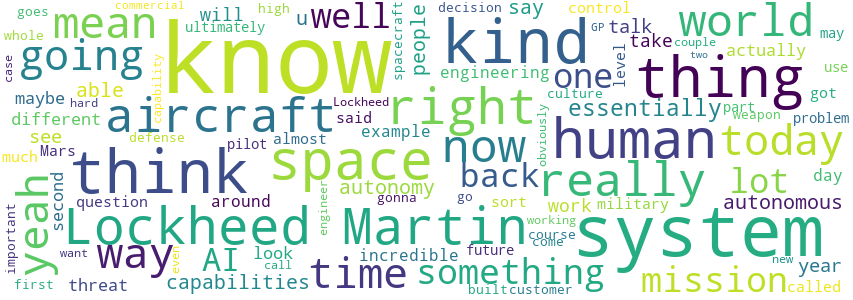 commercial
goes
whole
case
mean
going
able
maybe
hard
capability
know
will
ultimately
u
well
high
spacecraft
people
decision
say
GP
control
talk
couple
take
two
world
may
use
kind
engineering
one
level
actually
thing
aircraft
Lockheed
said
right
example
culture
essentially
got
part
weapon
problem
different
see
defense
almost
pilot
much
Mars
think
space
now
obviously
human
today
back
really
lot
day
autonomy
yeah
second
question
around
engineer
gonna
go
sort
work
military
autonomous
important
Lockheed Martin
system
working
course
come
future
incredible
want
way
AI
look
call
even
time
something
mission
new
year
called
first
threat
capabilities
built
customer